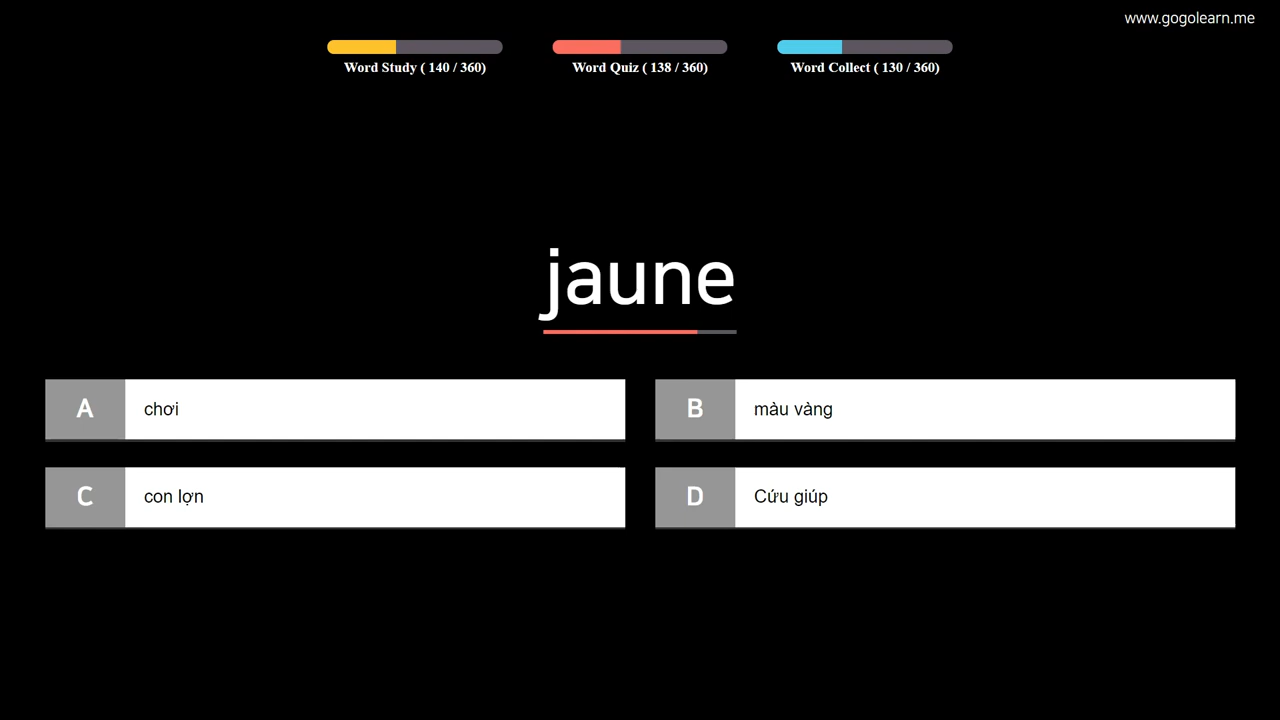 www.gogolearn.me
Word Study ( 140 / 360)
Word Quiz ( 138 / 360)
Word Collect ( 130 / 360)
jaune
A chơi
B màu vàng
C con lợn
D Cứu giúp